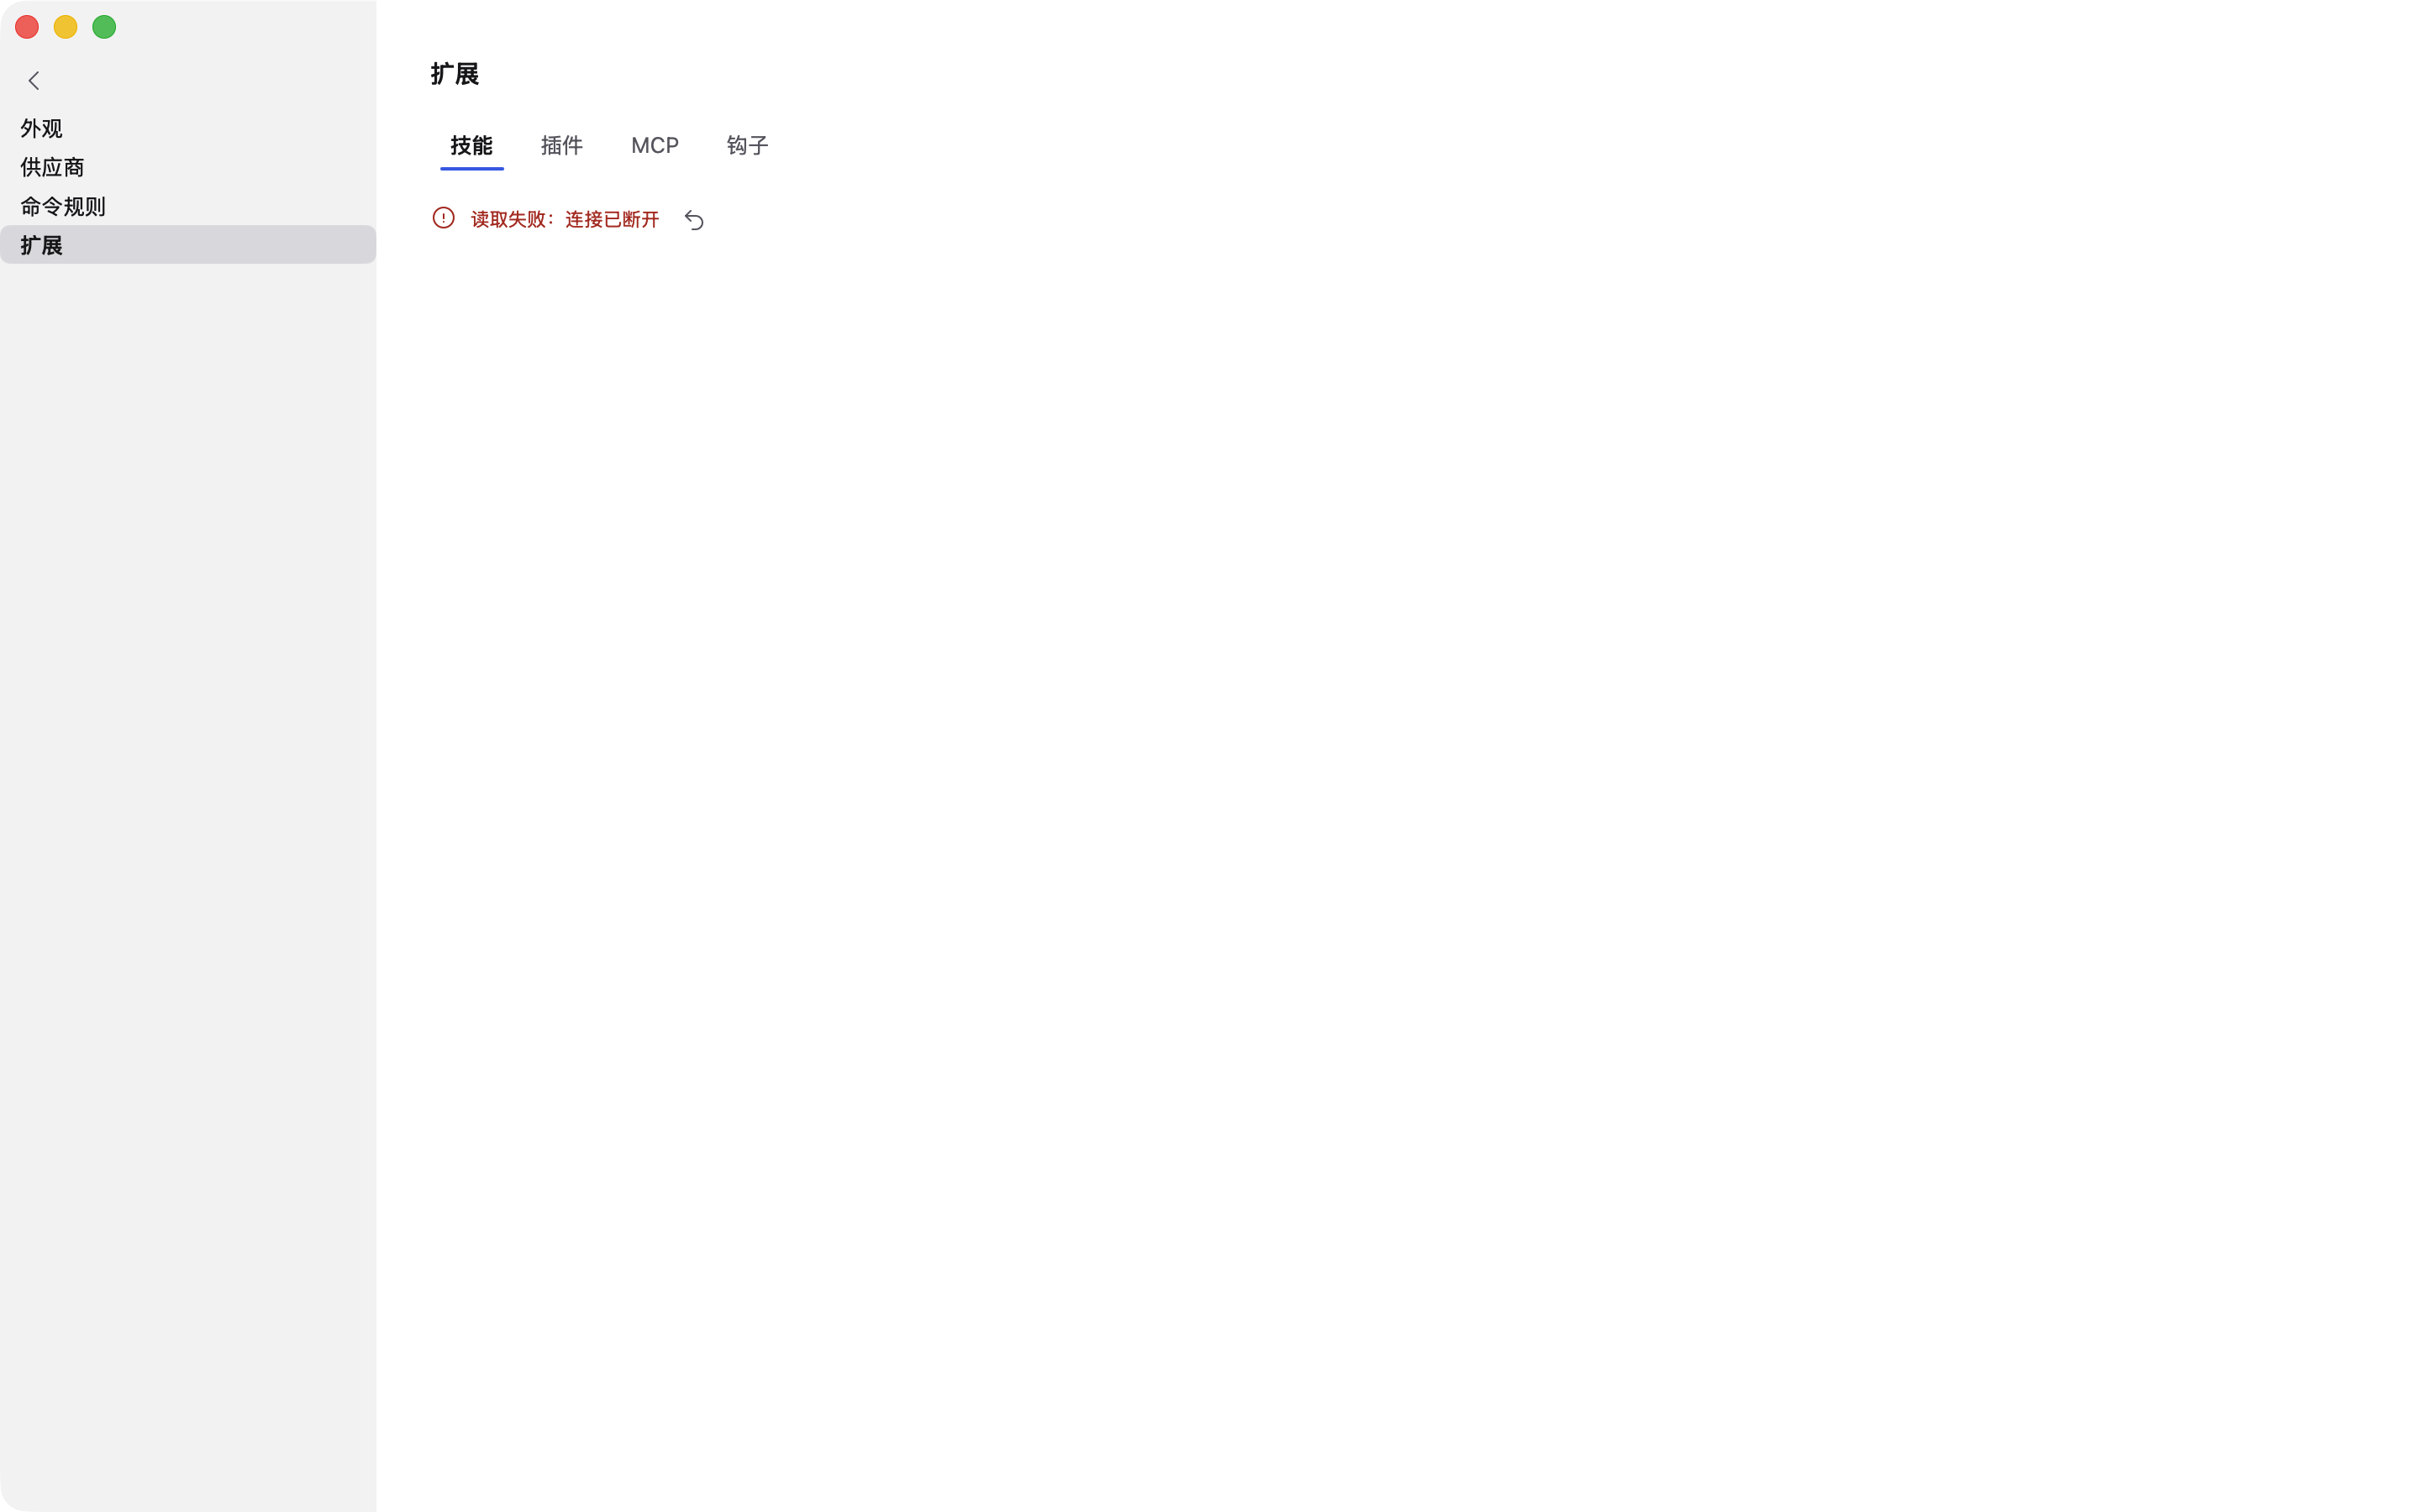 外观
供应商
命令规则
扩展
扩展
技能 插件 MCP 钩子
读取失败：连接已断开